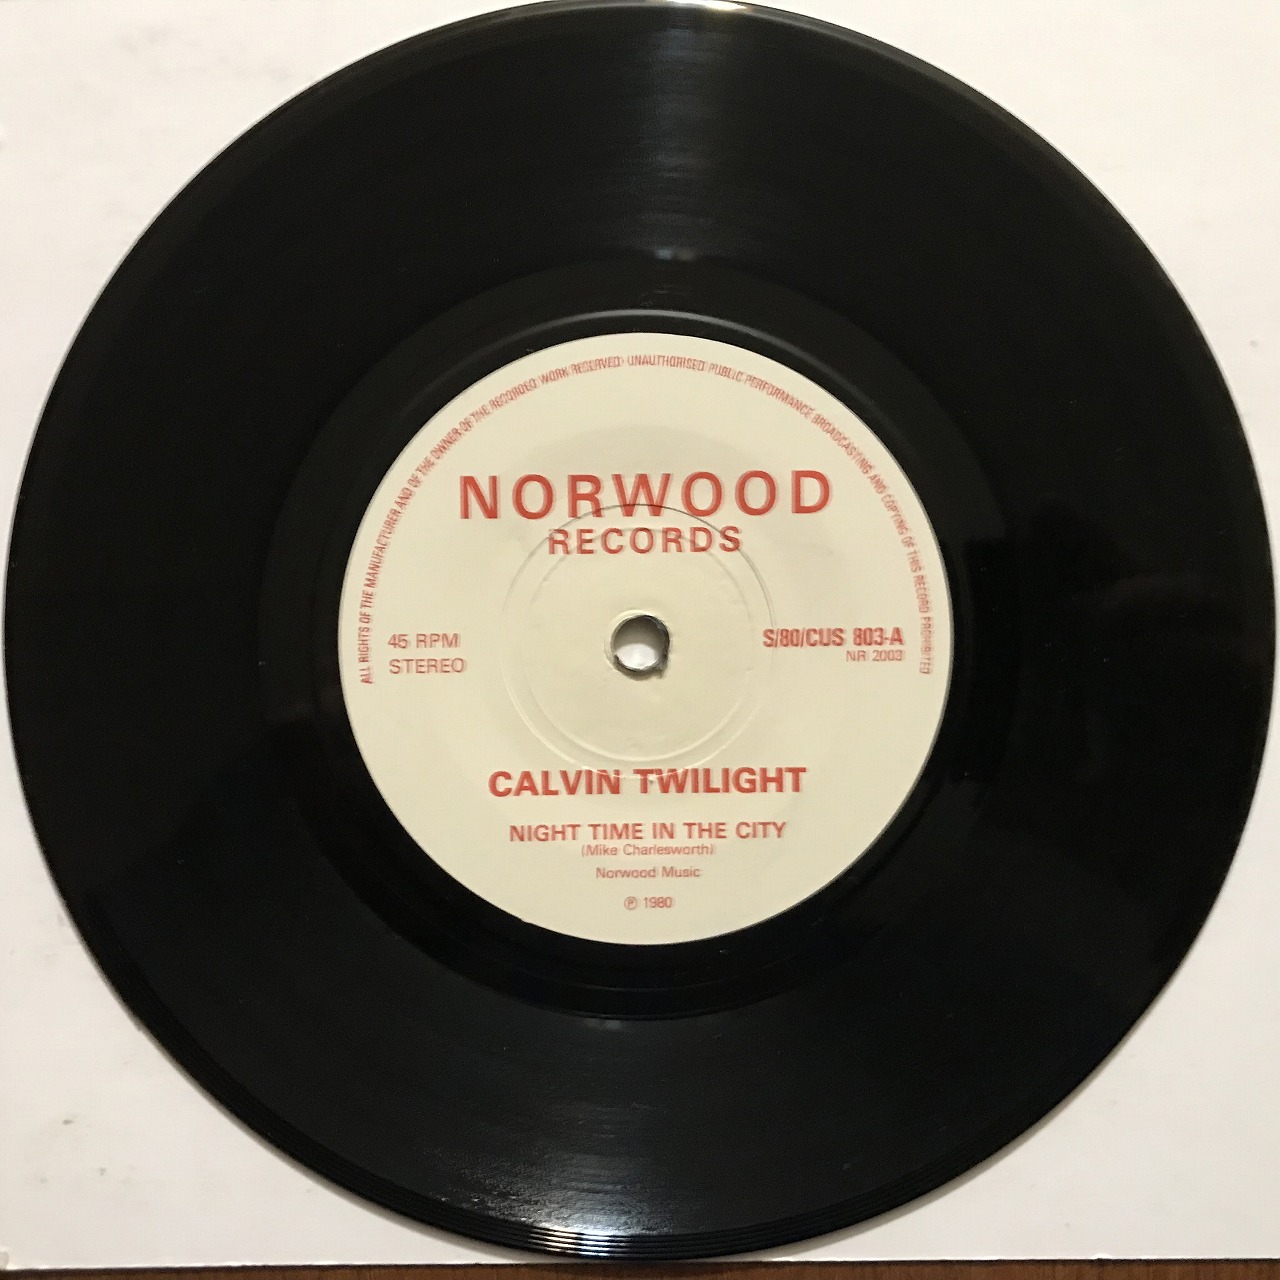 ALL RIGHTS OF THE MANUFACTURER AND OF THE OWNER OF THE RECORDED WORK RESERVED UNAUTHORISED PUBLIC PERFORMANCE BROADCASTING AND COPYING OF THIS RECORD PROHIBITED
NORWOOD
RECORDS
45 RPM
STEREO
S/80/CUS 803-A
NR 2003
CALVIN TWILIGHT
NIGHT TIME IN THE CITY
(Mike Charlesworth)
Norwood Music
℗ 1980